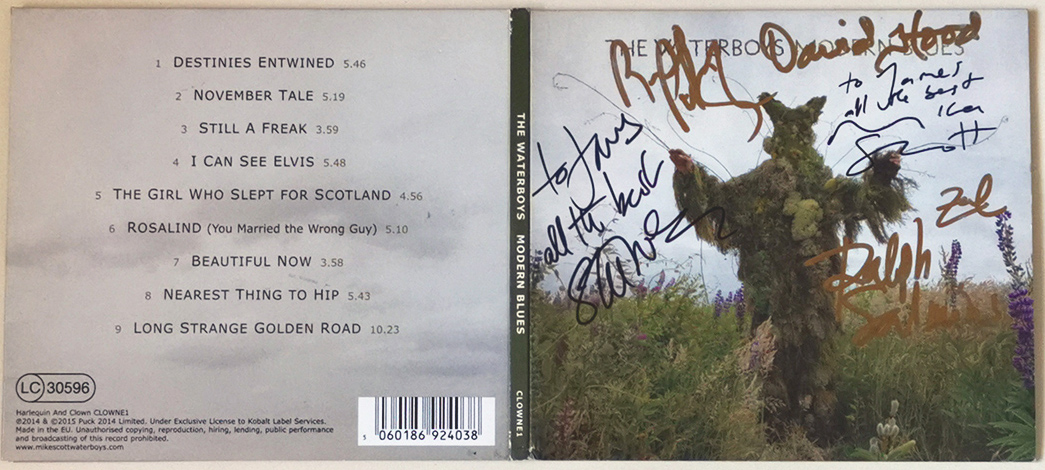 1 DESTINIES ENTWINED 5.46
2 NOVEMBER TALE 5.19
3 STILL A FREAK 3.59
4 I CAN SEE ELVIS 5.48
5 THE GIRL WHO SLEPT FOR SCOTLAND 4.56
6 ROSALIND (You Married the Wrong Guy) 5.10
7 BEAUTIFUL NOW 3.58
8 NEAREST THING TO HIP 5.43
9 LONG STRANGE GOLDEN ROAD 10.23
LC 30596
Harlequin And Clown CLOWNE1
℗2014 & ©2015 Puck 2014 Limited. Under Exclusive License to Kobalt Label Services.
Made in the EU. Unauthorised copying, reproduction, hiring, lending, public performance
and broadcasting of this record prohibited.
www.mikescottwaterboys.com
5 060186 924038
THE WATERBOYS MODERN BLUES
CLOWNE1
THE WATERBOYS MODERN BLUES
David Hood
to James
all the best
Scott
to James
all the best
Zach
Ralph